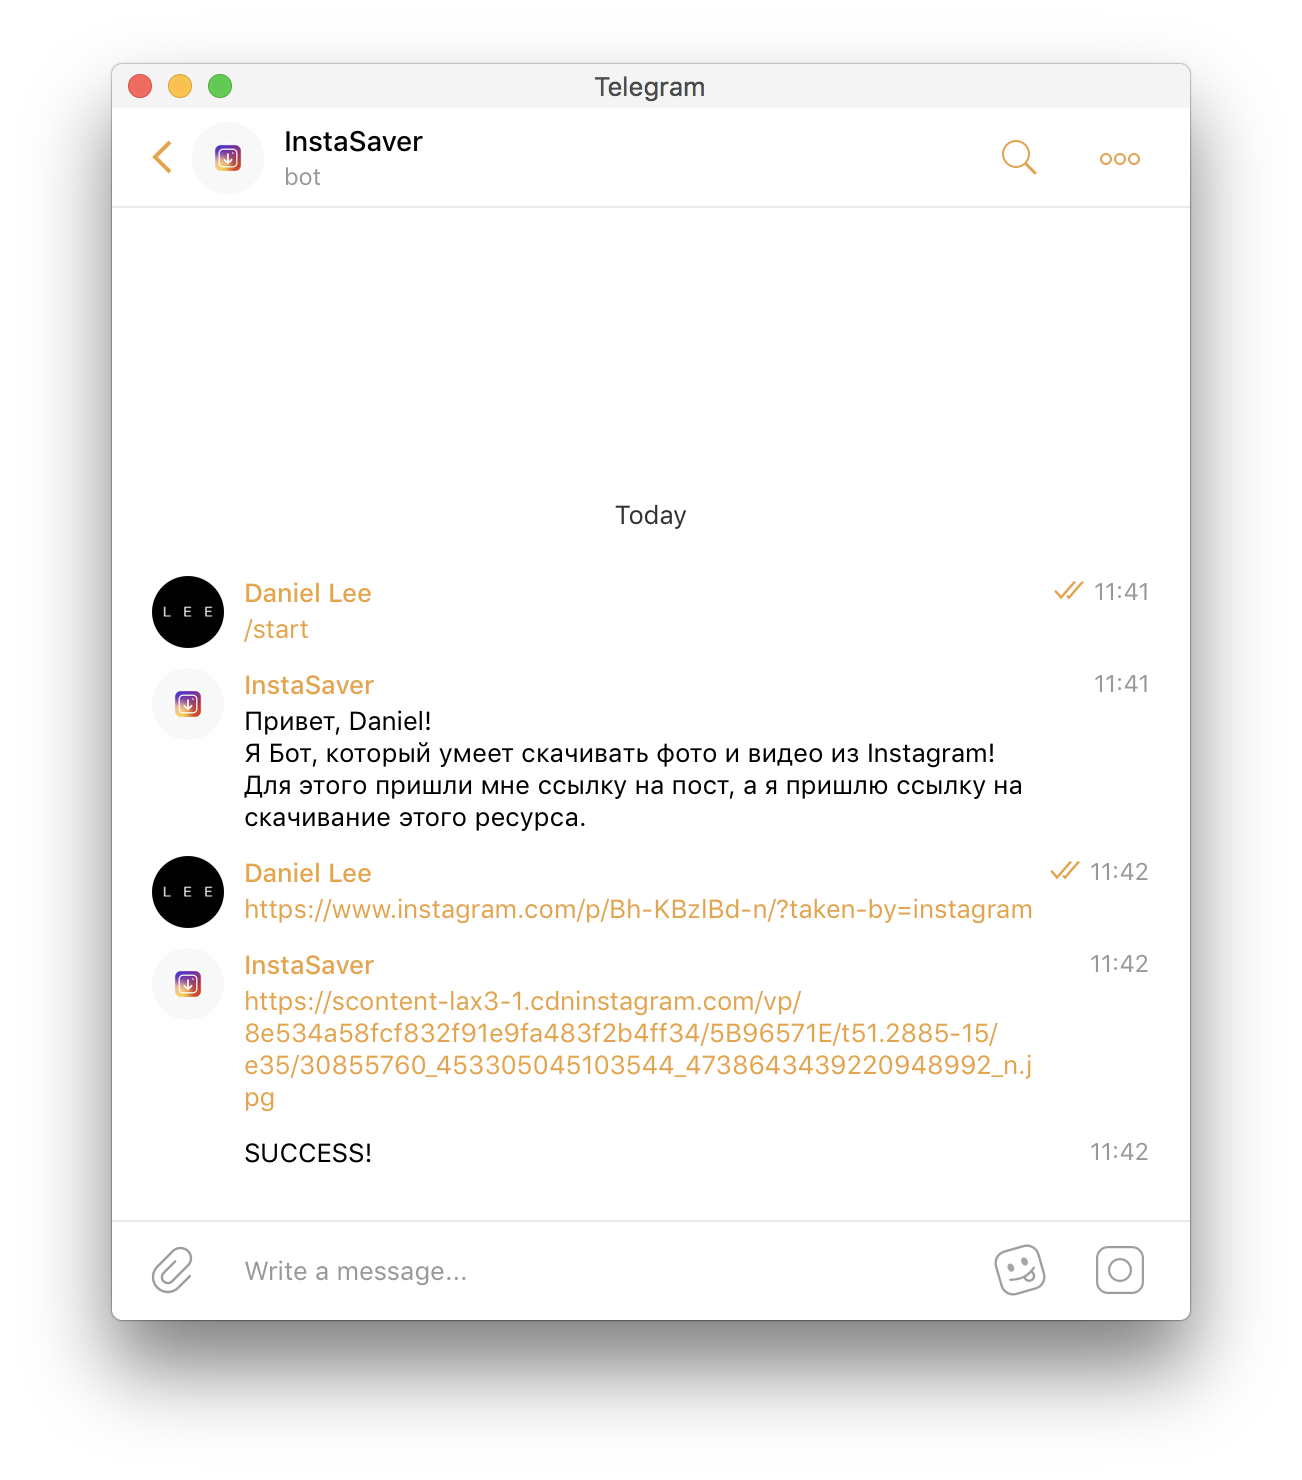 Telegram
InstaSaver
bot
Today
L E E
Daniel Lee
11:41
/start
InstaSaver
11:41
Привет, Daniel!
Я Бот, который умеет скачивать фото и видео из Instagram!
Для этого пришли мне ссылку на пост, а я пришлю ссылку на
скачивание этого ресурса.
L E E
Daniel Lee
11:42
https://www.instagram.com/p/Bh-KBzlBd-n/?taken-by=instagram
InstaSaver
11:42
https://scontent-lax3-1.cdninstagram.com/vp/
8e534a58fcf832f91e9fa483f2b4ff34/5B96571E/t51.2885-15/
e35/30855760_453305045103544_4738643439220948992_n.j
pg
SUCCESS!
11:42
Write a message...